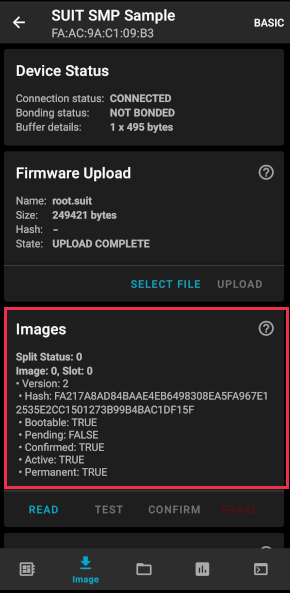 SUIT SMP Sample
FA:AC:9A:C1:09:B3
BASIC
Device Status
Connection status: CONNECTED
Bonding status: NOT BONDED
Buffer details: 1 x 495 bytes
Firmware Upload
Name: root.suit
Size: 249421 bytes
Hash: –
State: UPLOAD COMPLETE
SELECT FILE UPLOAD
Images
Split Status: 0
Image: 0, Slot: 0
• Version: 2
• Hash: FA217A8AD84BAAE4EB6498308EA5FA967E1
2535E2CC1501273B99B4BAC1DF15F
• Bootable: TRUE
• Pending: FALSE
• Confirmed: TRUE
• Active: TRUE
• Permanent: TRUE
READ TEST CONFIRM ERASE
Image